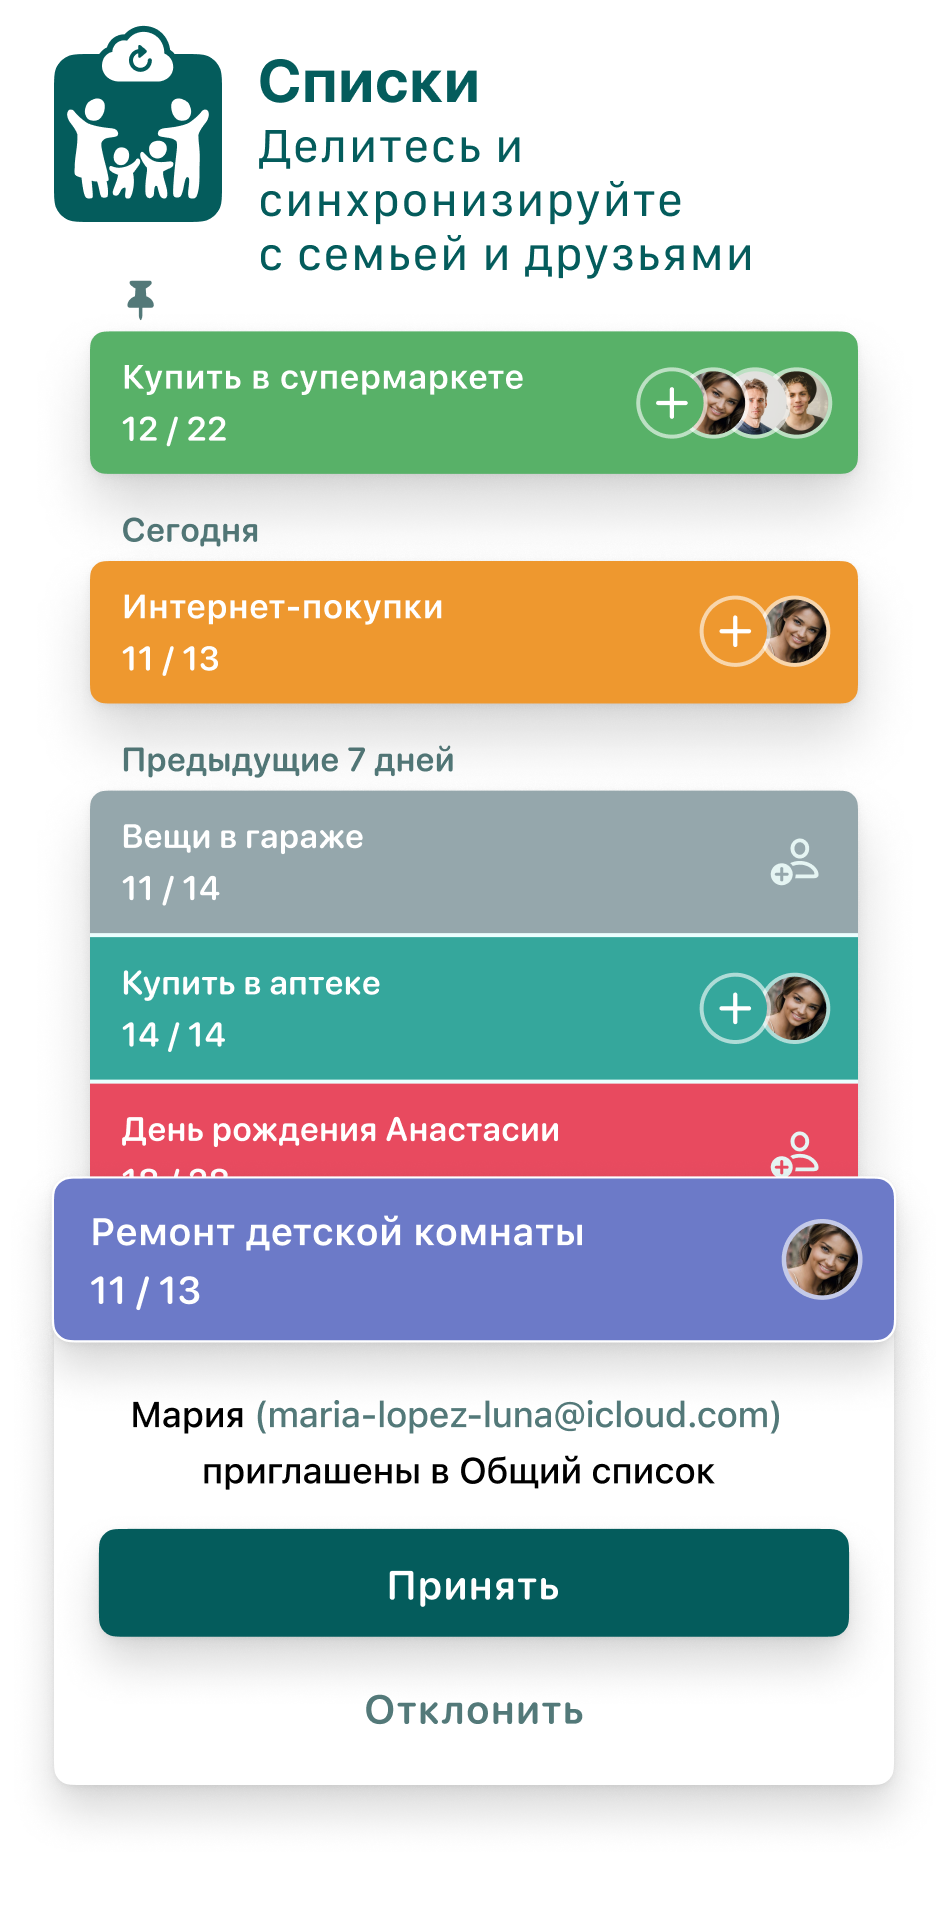 Списки
Делитесь и
синхронизируйте
с семьей и друзьями
Купить в супермаркете
12 / 22
Сегодня
Интернет-покупки
11 / 13
Предыдущие 7 дней
Вещи в гараже
11 / 14
Купить в аптеке
14 / 14
День рождения Анастасии
Ремонт детской комнаты
11 / 13
Мария (maria-lopez-luna@icloud.com)
приглашены в Общий список
Принять
Отклонить